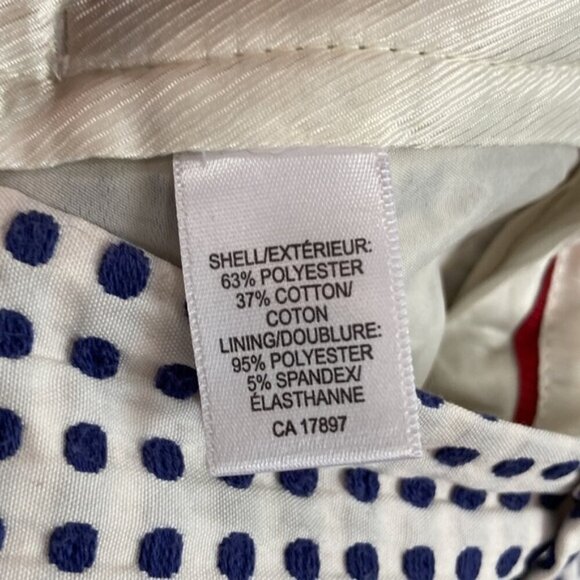 SHELL/EXTÉRIEUR:
63% POLYESTER
37% COTTON/
COTON
LINING/DOUBLURE:
95% POLYESTER
5% SPANDEX/
ÉLASTHANNE
CA 17897